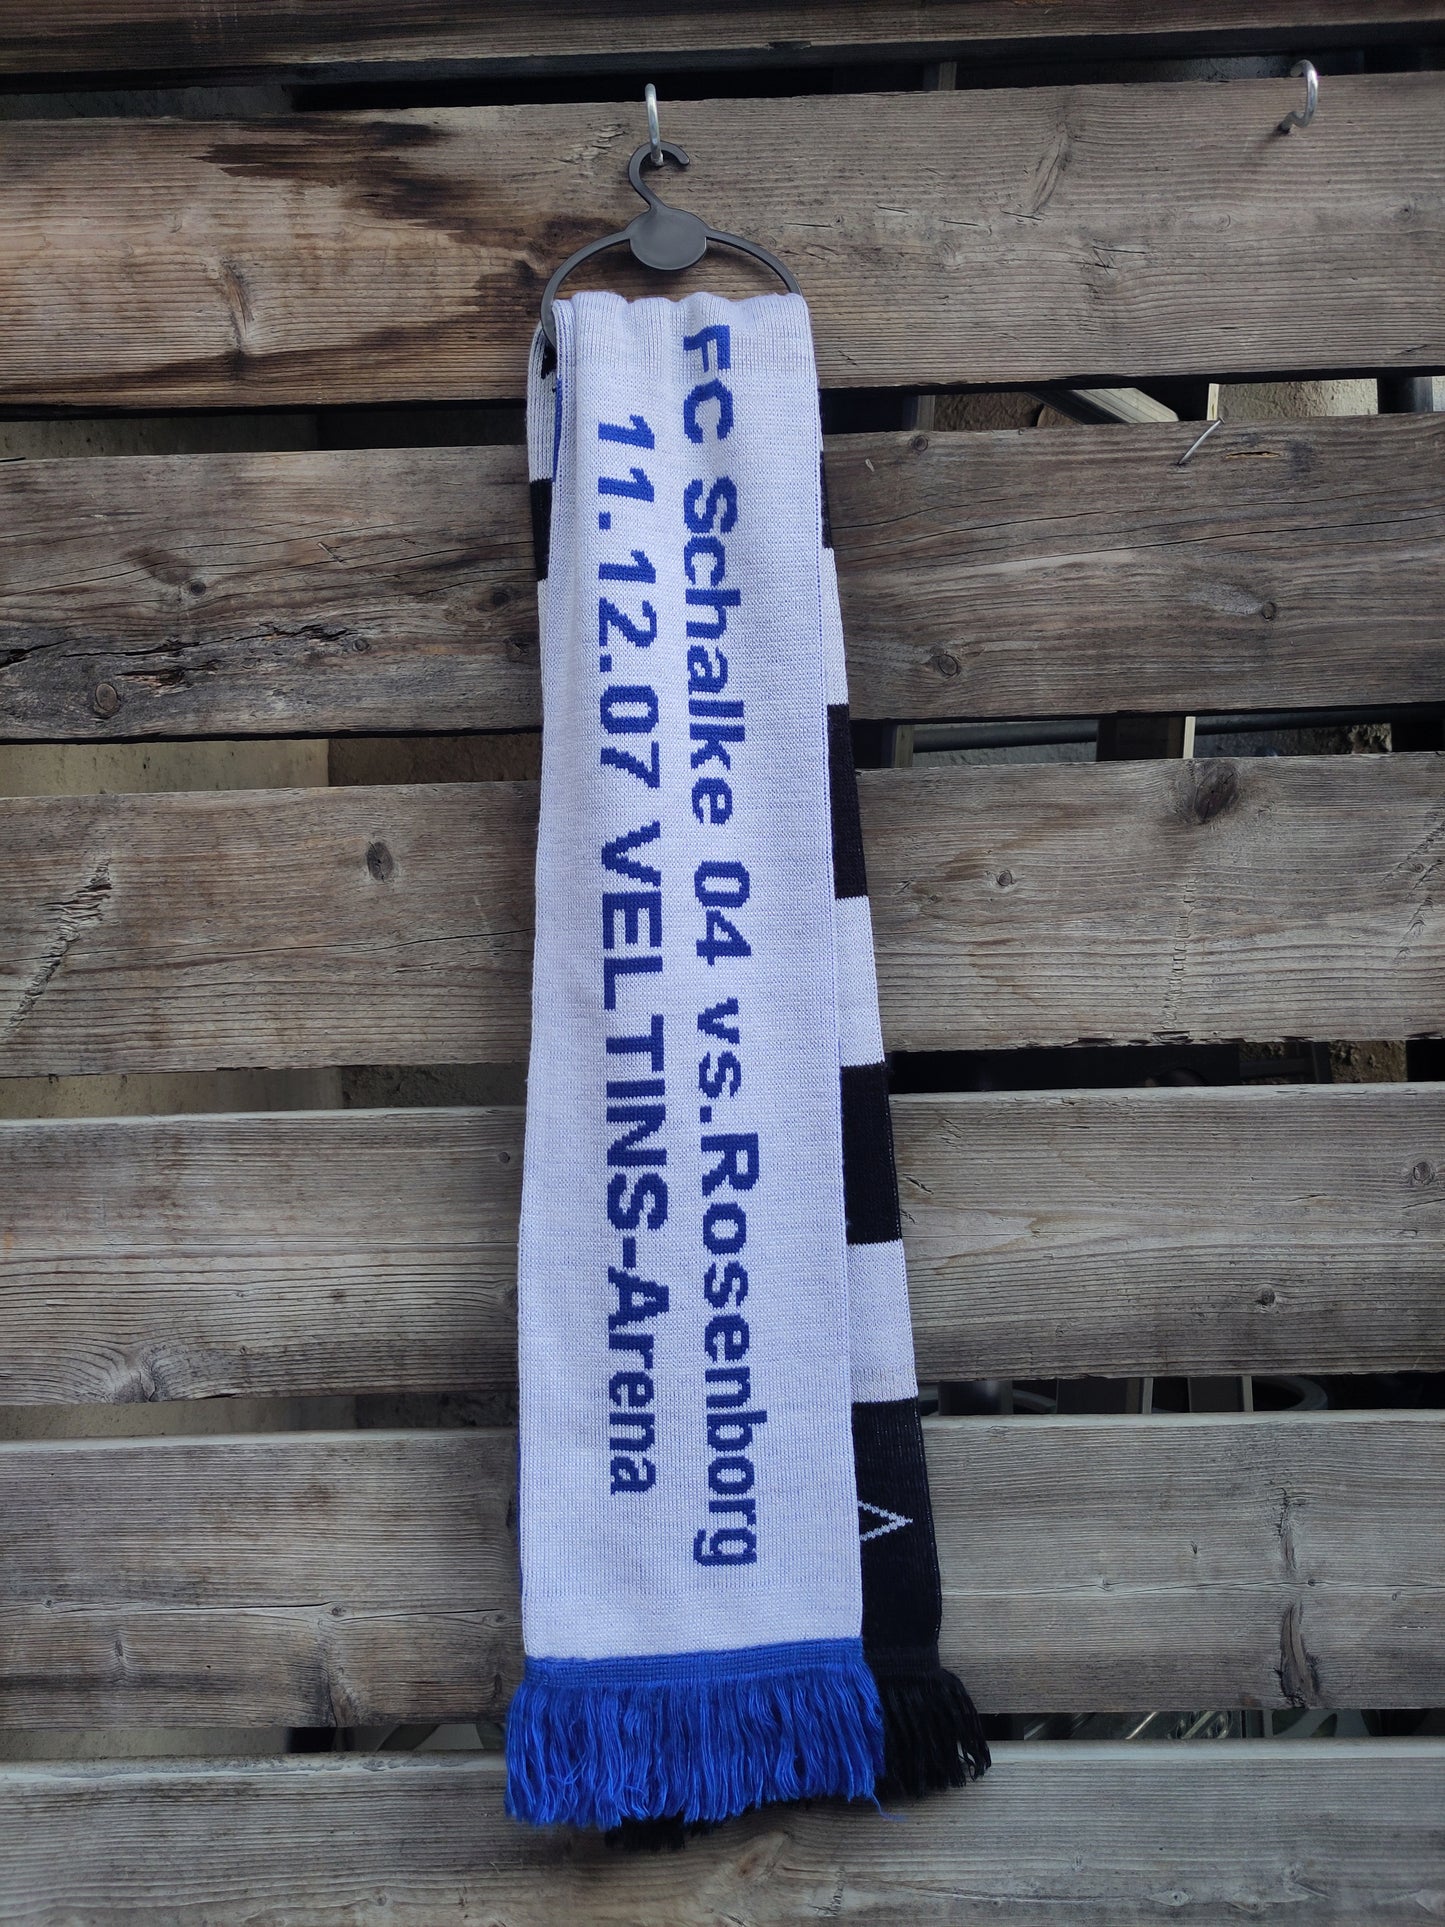 FC Schalke 04 vs. Rosenborg
11.12.07 VELTINS-Arena